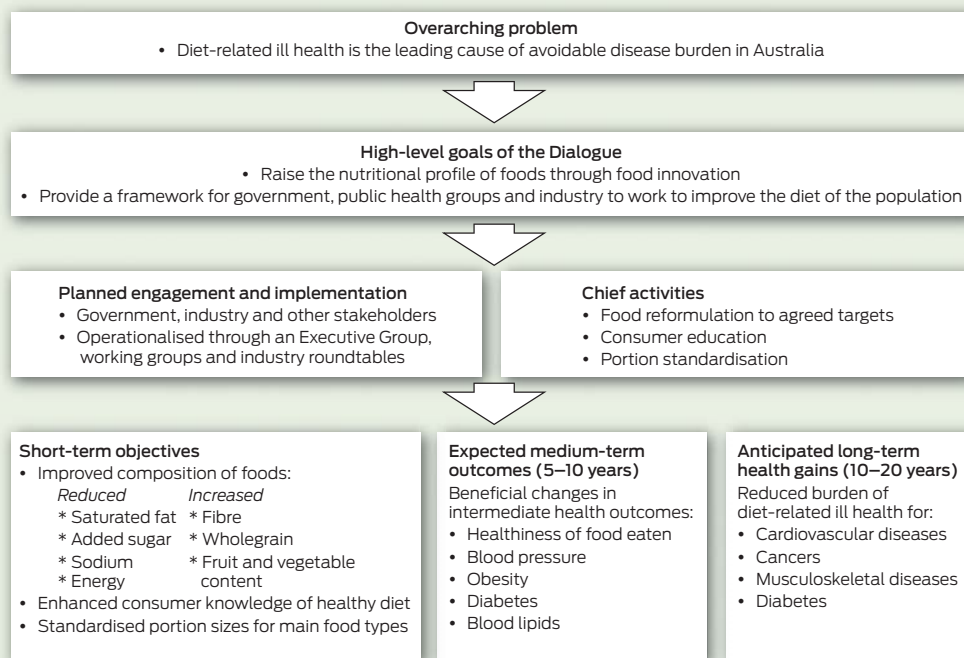 Overarching problem
• Diet-related ill health is the leading cause of avoidable disease burden in Australia
High-level goals of the Dialogue
• Raise the nutritional profile of foods through food innovation
• Provide a framework for government, public health groups and industry to work to improve the diet of the population
Planned engagement and implementation
• Government, industry and other stakeholders
• Operationalised through an Executive Group,
working groups and industry roundtables
Chief activities
• Food reformulation to agreed targets
• Consumer education
• Portion standardisation
Short-term objectives
• Improved composition of foods:
Reduced Increased
* Saturated fat * Fibre
* Added sugar * Wholegrain
* Sodium * Fruit and vegetable
* Energy content
• Enhanced consumer knowledge of healthy diet
• Standardised portion sizes for main food types
Expected medium-term
outcomes (5–10 years)
Beneficial changes in
intermediate health outcomes:
• Healthiness of food eaten
• Blood pressure
• Obesity
• Diabetes
• Blood lipids
Anticipated long-term
health gains (10–20 years)
Reduced burden of
diet-related ill health for:
• Cardiovascular diseases
• Cancers
• Musculoskeletal diseases
• Diabetes